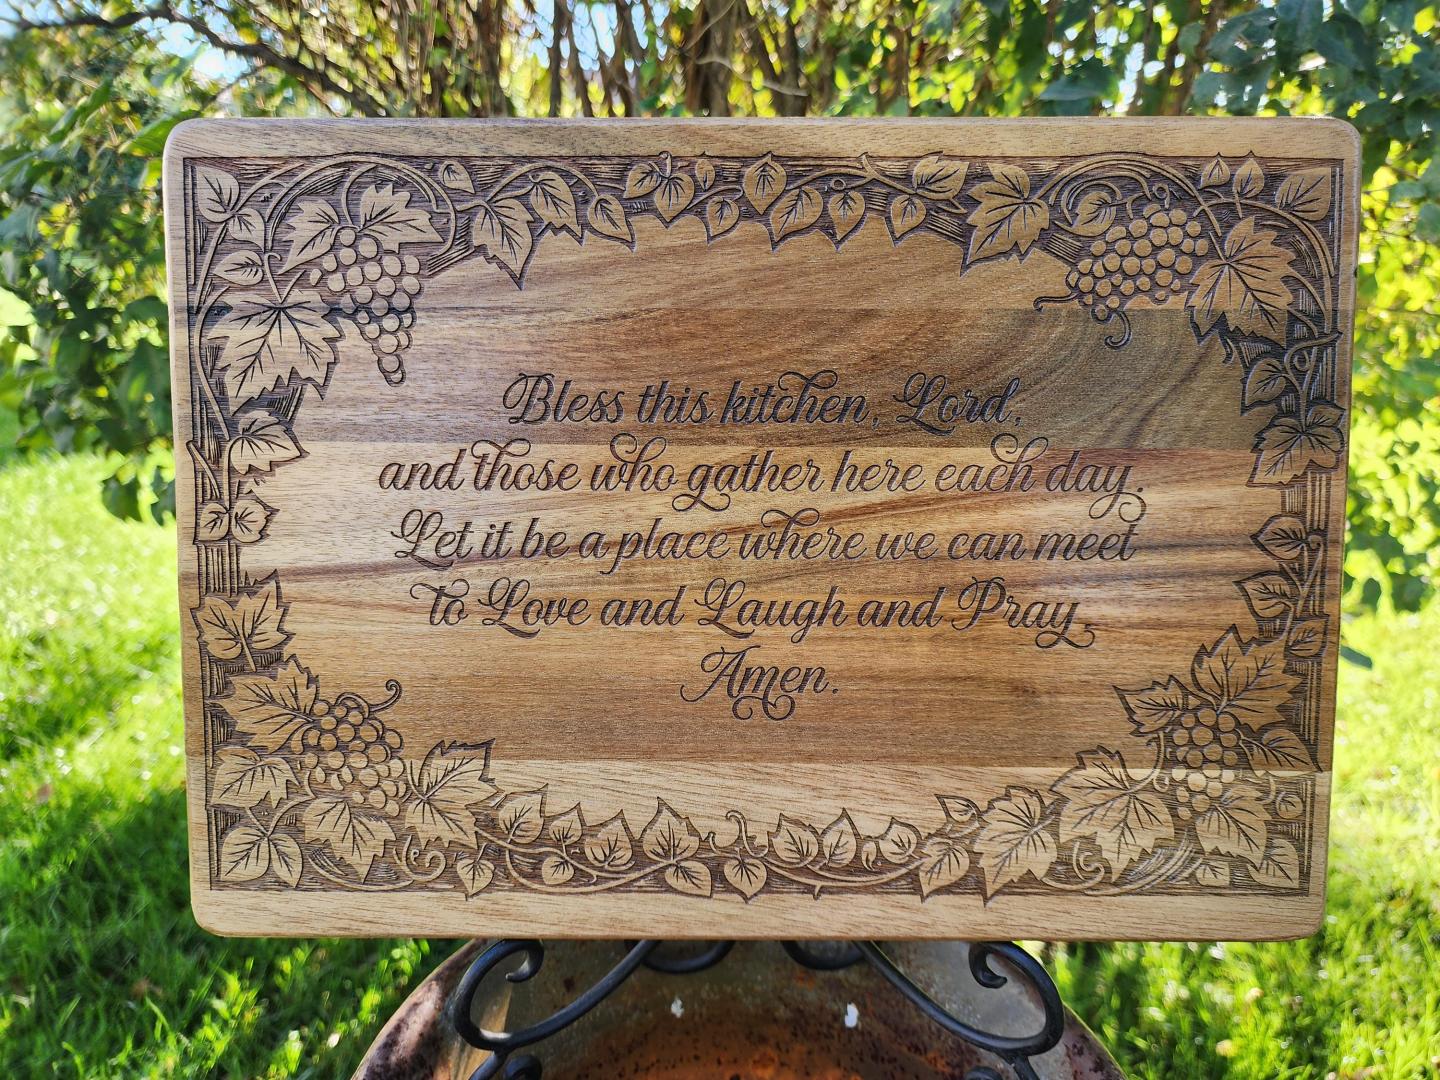 Bless this kitchen, Lord,
and those who gather here each day.
Let it be a place where we can meet
to Love and Laugh and Pray.
Amen.